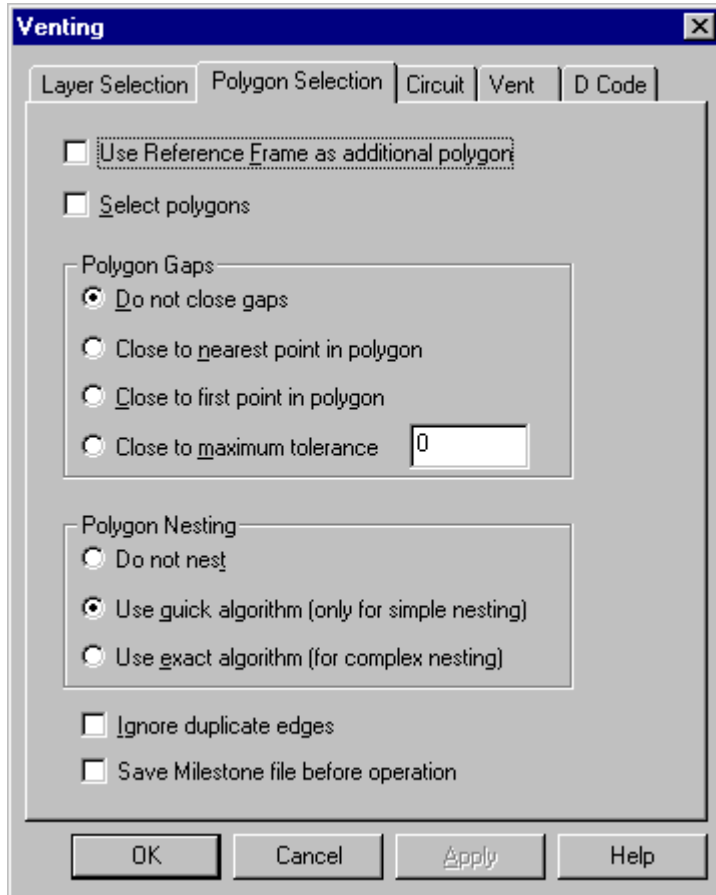 Venting
Layer Selection Polygon Selection Circuit Vent D Code
Use Reference Frame as additional polygon
Select polygons
Polygon Gaps
Do not close gaps
Close to nearest point in polygon
Close to first point in polygon
Close to maximum tolerance 0
Polygon Nesting
Do not nest
Use quick algorithm (only for simple nesting)
Use exact algorithm (for complex nesting)
Ignore duplicate edges
Save Milestone file before operation
OK Cancel Apply Help